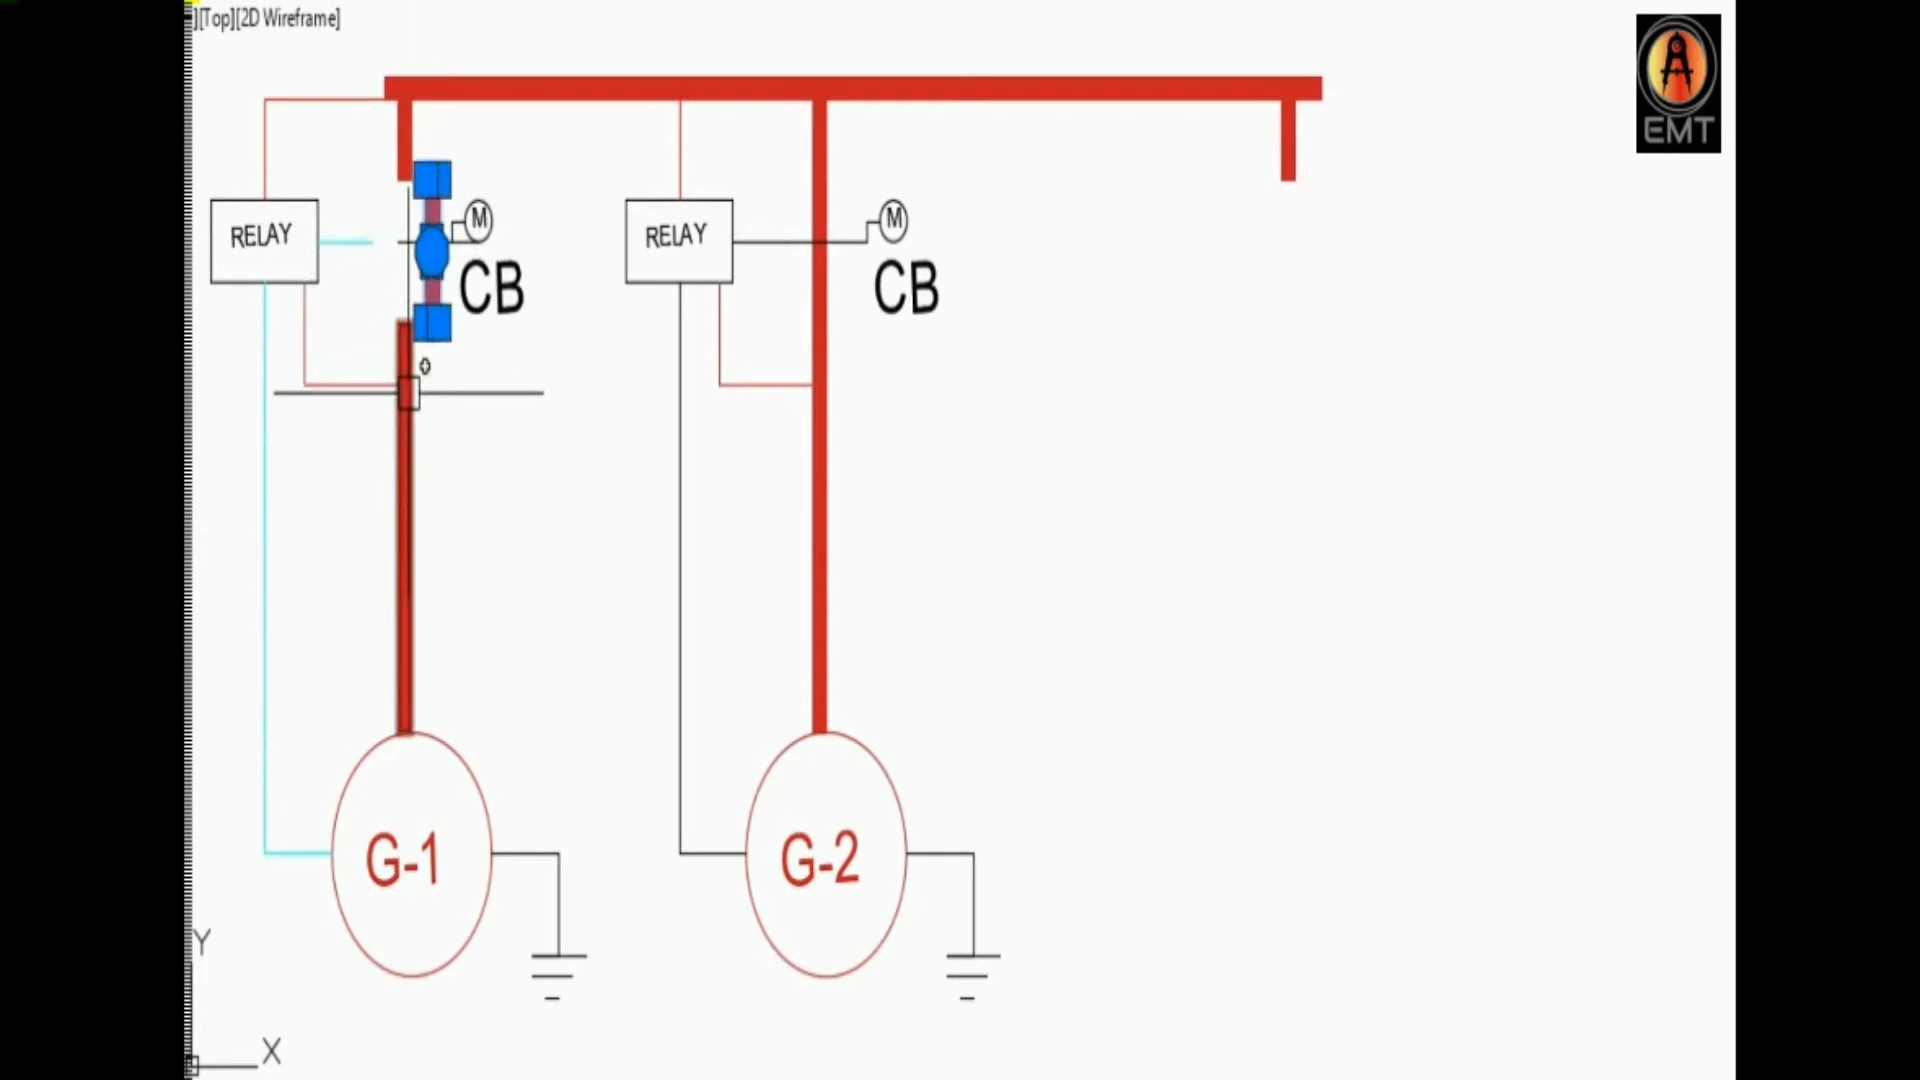 ][Top][2D Wireframe]
EMT
RELAY
M
CB
RELAY
M
CB
G-1
G-2
Y
X